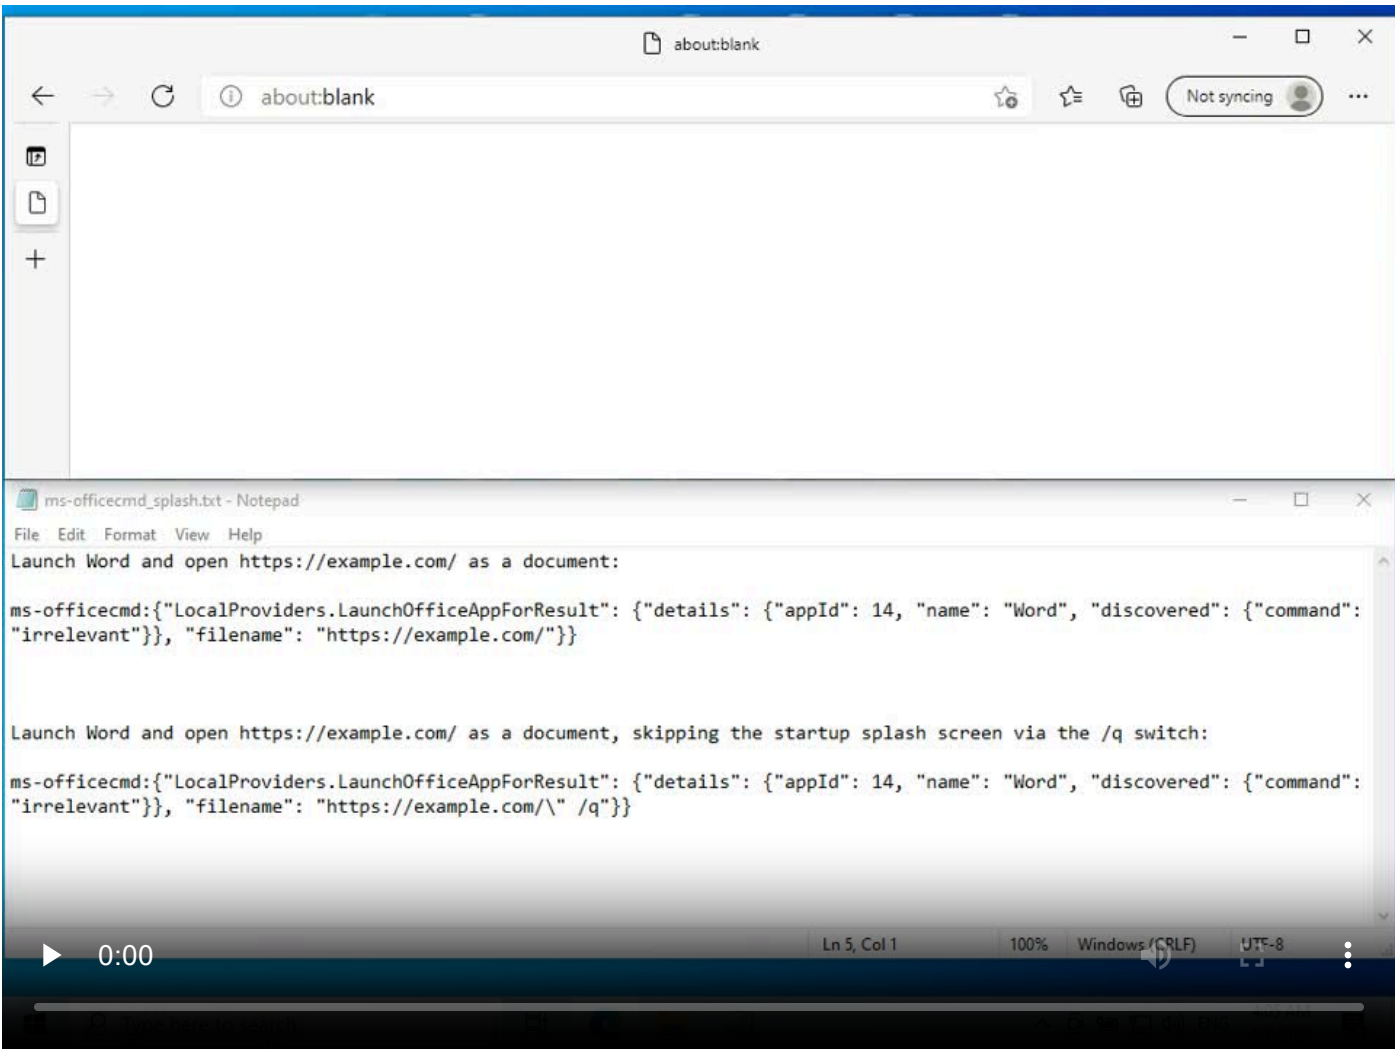 about:blank
about:blank
Not syncing
ms-officecmd_splash.txt - Notepad
File Edit Format View Help
Launch Word and open https://example.com/ as a document:
ms-officecmd:{"LocalProviders.LaunchOfficeAppForResult": {"details": {"appId": 14, "name": "Word", "discovered": {"command":
"irrelevant"}}, "filename": "https://example.com/"}}
Launch Word and open https://example.com/ as a document, skipping the startup splash screen via the /q switch:
ms-officecmd:{"LocalProviders.LaunchOfficeAppForResult": {"details": {"appId": 14, "name": "Word", "discovered": {"command":
"irrelevant"}}, "filename": "https://example.com/\" /q"}}
Ln 5, Col 1 100% Windows (CRLF) UTF-8
0:00
Type here to search